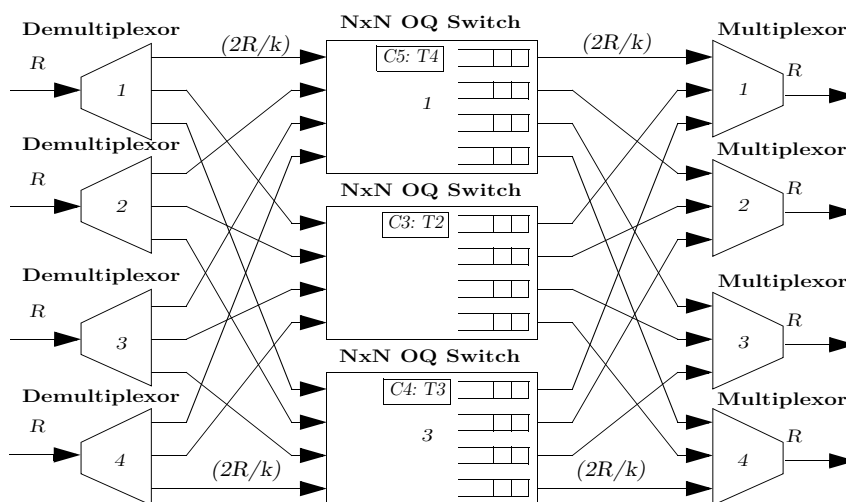 NxN OQ Switch
Demultiplexor
Multiplexor
(2R/k)
(2R/k)
R
1
C5: T4
1
1
R
Demultiplexor
Multiplexor
R
2
NxN OQ Switch
C3: T2
2
R
Demultiplexor
Multiplexor
R
3
NxN OQ Switch
3
R
Demultiplexor
C4: T3
Multiplexor
R
4
3
4
R
(2R/k)
(2R/k)